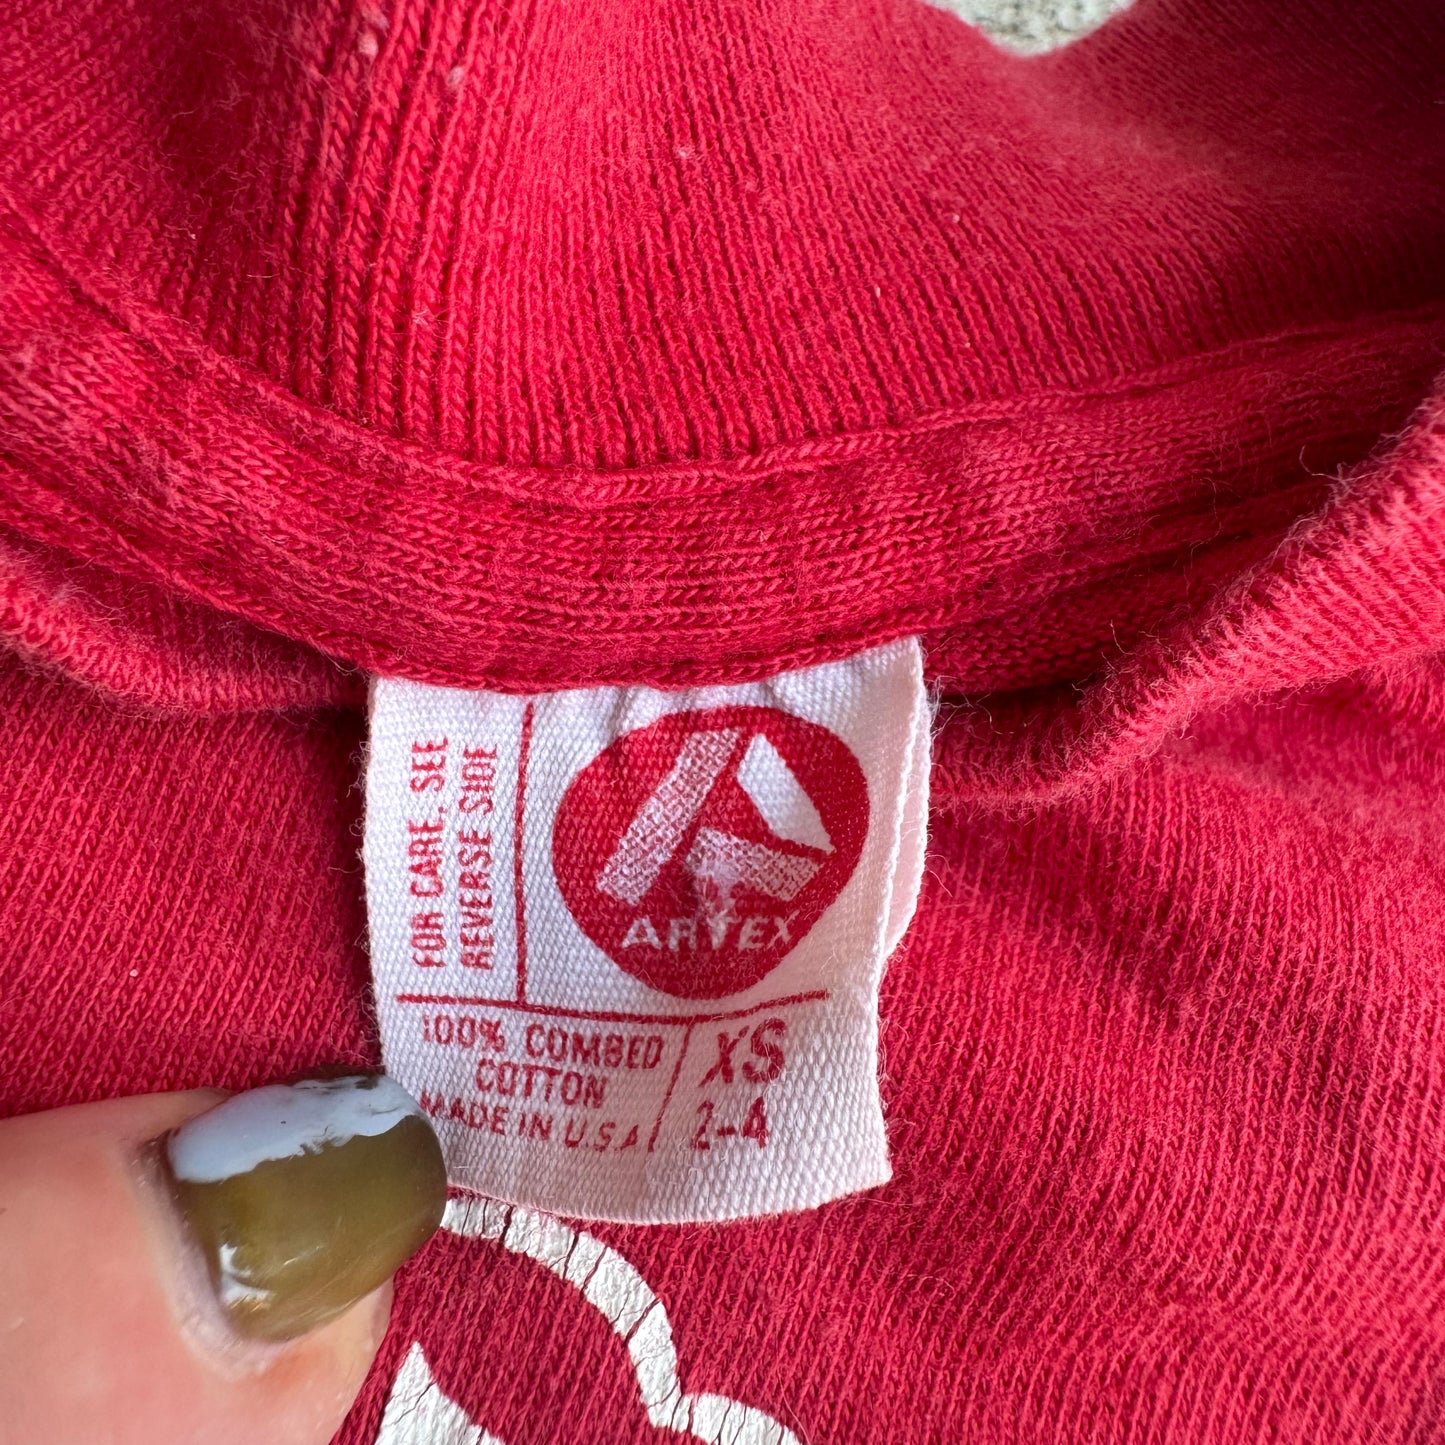 FOR CARE, SEE
REVERSE SIDE
ARTEX
100% COMBED
COTTON
MADE IN U.S.A
XS
2-4